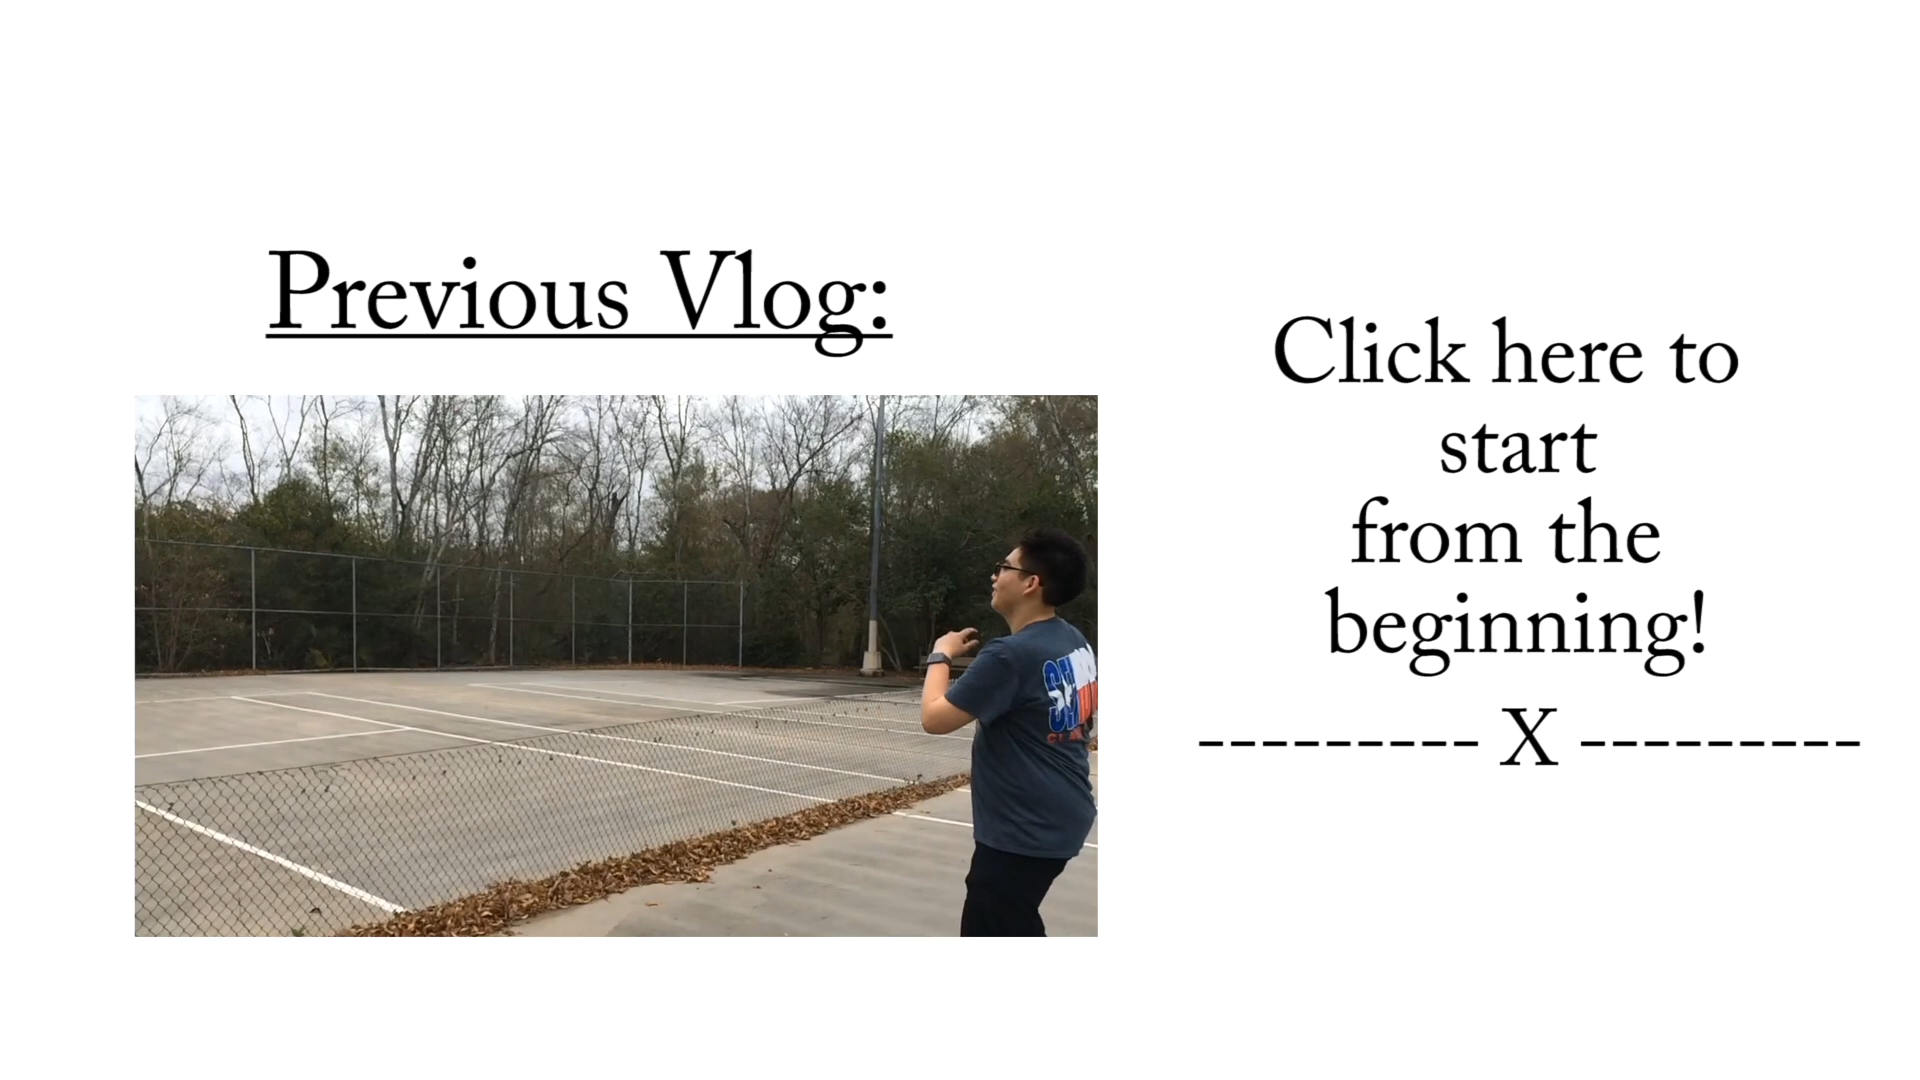 Previous Vlog:
Click here to
start
from the
beginning!
--------- X ---------